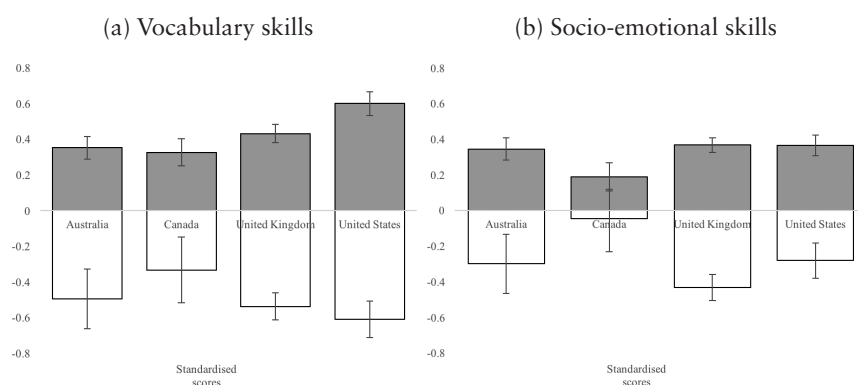 (a) Vocabulary skills
0.8
0.6
0.4
0.2
0
-0.2
-0.4
-0.6
-0.8
Australia Canada United Kingdom United States
Standardised
scores
(b) Socio-emotional skills
0.8
0.6
0.4
0.2
0
-0.2
-0.4
-0.6
-0.8
Australia Canada United Kingdom United States
Standardised
scores